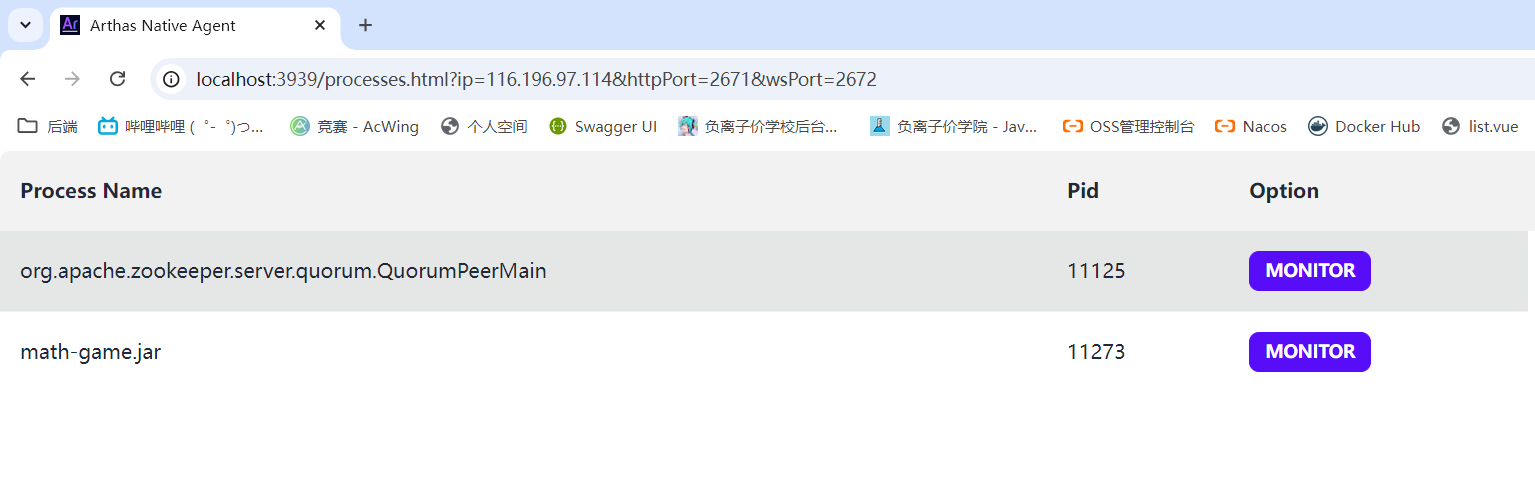 Arthas Native Agent
localhost:3939/processes.html?ip=116.196.97.114&httpPort=2671&wsPort=2672
后端 哔哩哔哩 ( ゜- ゜)つ... 竞赛 - AcWing 个人空间 Swagger UI 负离子价学校后台... 负离子价学院 - Jav... OSS管理控制台 Nacos Docker Hub list.vue
Process Name Pid Option
org.apache.zookeeper.server.quorum.QuorumPeerMain 11125 MONITOR
math-game.jar 11273 MONITOR